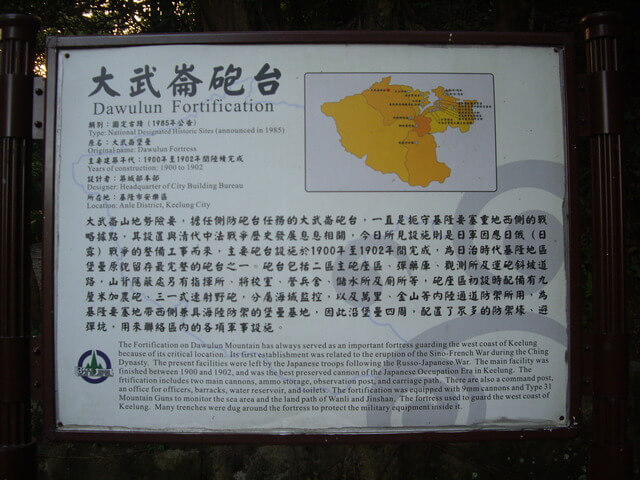 大武崙砲台
Dawulun Fortification
類別：國定古蹟（1985年公告）
Type: National Designated Historic Sites (announced in 1985)
原名：大武崙堡壘
Original name: Dawulun Fortress
主要建築年代：1900年至1902年間陸續完成
Years of construction: 1900 to 1902
設計者：築城部本部
Designer: Headquarter of City Building Bureau
所在地：基隆市安樂區
Location: Anle District, Keelung City
大武崙山地勢險要，擔任側防砲台任務的大武崙砲台，一直是扼守基隆要塞重地西側的戰
略據點，其設置與清代中法戰爭歷史發展息息相關，今日所見設施則是日軍因應日俄（日
露）戰爭的整備工事而來，主要砲台設施於1900年至1902年間完成，為日治時代基隆地區
堡壘原貌留存最完整的砲台之一。砲台包括二區主砲座區、彈藥庫、觀測所及運砲斜坡道
路，山背隱蔽處另有指揮所、將校室、營兵舍、儲水所及廁所等，砲座區初設時配備有九
厘米加農砲、三一式速射野砲，分屬海域監控，以及萬里、金山等內陸通道防禦所用，為
基隆要塞地帶西側兼具海陸防禦的堡壘基地，因此沿堡壘四周，配置了眾多的防禦壕、避
彈坑，用來聯絡區內的各項軍事設施。
The Fortification on Dawulun Mountain has always served as an important fortress guarding the west coast of Keelung
because of its critical location. Its first establishment was related to the eruption of the Sino-French War during the Ching
Dynasty. The present facilities were left by the Japanese troops following the Russo-Japanese War. The main facility was
finished between 1900 and 1902, and was the best preserved cannon of the Japanese Occupation Era in Keelung. The
frtification includes two main cannons, ammo storage, observation post, and carriage path. There are also a command post,
an office for officers, barracks, water reservoir, and toilets. The fortification was equipped with 9mm cannons and Type 31
Mountain Guns to monitor the sea area and the land path of Wanli and Jinshan. The fortress used to guard the west coast of
Keelung. Many trenches were dug around the fortress to protect the military equipment inside it.